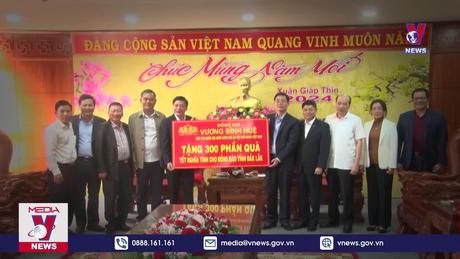 NEWS
ĐẢNG CỘNG SẢN VIỆT NAM QUANG VINH MUÔN NĂM
Chúc Mừng Năm Mới
Xuân Giáp Thìn
2024
ĐỒNG CHÍ
VƯƠNG ĐÌNH HUỆ
TẶNG 300 PHẦN QUÀ
TẾT NGHĨA TÌNH CHO ĐỒNG BÀO TỈNH ĐẮK LẮK
MEDIA
NEWS
0888.161.161
media@vnews.gov.vn
vnews.gov.vn